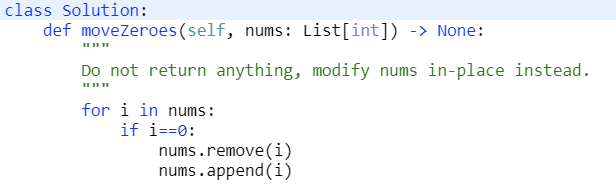 class Solution:
    def moveZeroes(self, nums: List[int]) -> None:
        """
        Do not return anything, modify nums in-place instead.
        """
        for i in nums:
            if i==0:
                nums.remove(i)
                nums.append(i)